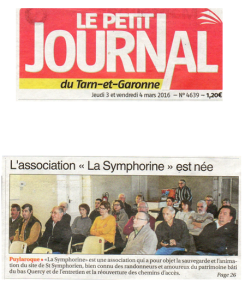 LE PETIT
JOURNAL
du Tarn-et-Garonne
Jeudi 3 et vendredi 4 mars 2016 – N° 4639 – 1,20€
L'association « La Symphorine » est née
Puylaroque • «La Symphorine» est une association qui a pour objet la sauvegarde et l'anima-
tion du site de St Symphorien, bien connu des randonneurs et amoureux du patrimoine bâti
du bas Quercy et de l'entretien et la réouverture des chemins d'accès.
Page 26